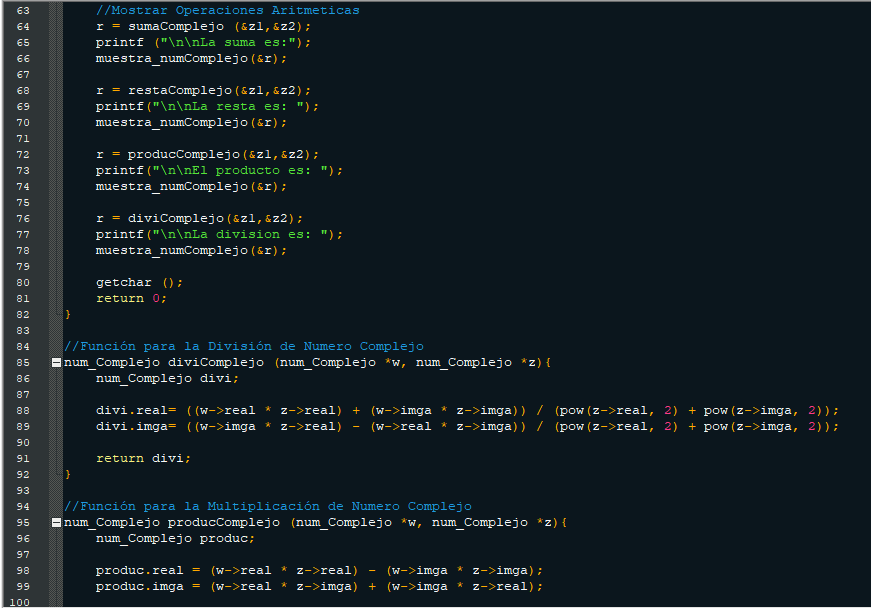 63 //Mostrar Operaciones Aritmeticas
64 r = sumaComplejo (&z1,&z2);
65 printf ("\n\nLa suma es:");
66 muestra_numComplejo(&r);
67
68 r = restaComplejo(&z1,&z2);
69 printf("\n\nLa resta es: ");
70 muestra_numComplejo(&r);
71
72 r = producComplejo(&z1,&z2);
73 printf("\n\nEl producto es: ");
74 muestra_numComplejo(&r);
75
76 r = diviComplejo(&z1,&z2);
77 printf("\n\nLa division es: ");
78 muestra_numComplejo(&r);
79
80 getchar ();
81 return 0;
82 }
83
84 //Función para la División de Numero Complejo
85 num_Complejo diviComplejo (num_Complejo *w, num_Complejo *z){
86 num_Complejo divi;
87
88 divi.real= ((w->real * z->real) + (w->imga * z->imga)) / (pow(z->real, 2) + pow(z->imga, 2));
89 divi.imga= ((w->imga * z->real) - (w->real * z->imga)) / (pow(z->real, 2) + pow(z->imga, 2));
90
91 return divi;
92 }
93
94 //Función para la Multiplicación de Numero Complejo
95 num_Complejo producComplejo (num_Complejo *w, num_Complejo *z){
96 num_Complejo produc;
97
98 produc.real = (w->real * z->real) - (w->imga * z->imga);
99 produc.imga = (w->real * z->imga) + (w->imga * z->real);
100